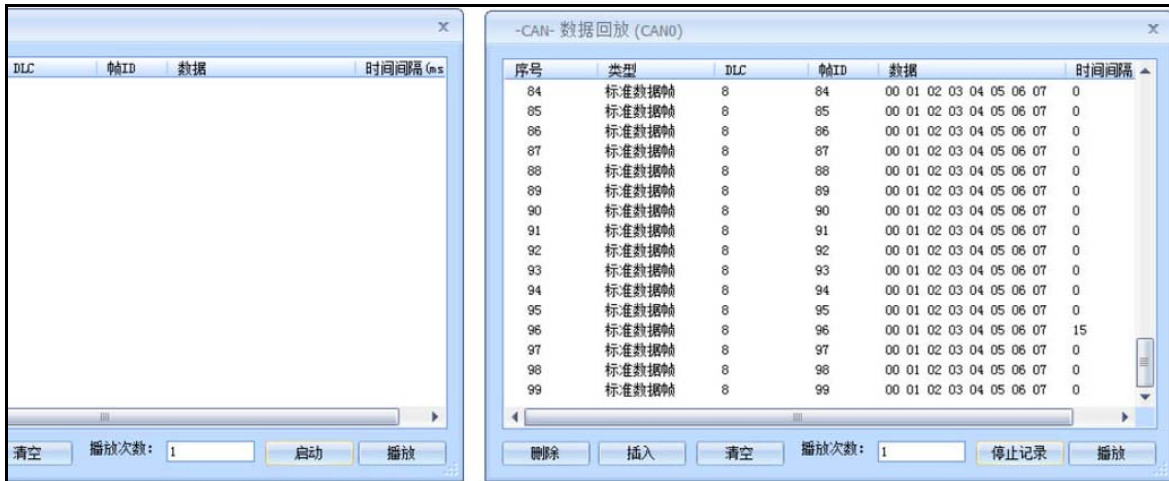 DLC 帧ID 数据 时间间隔(ms
清空 播放次数: 1 启动 播放
-CAN- 数据回放 (CAN0)
序号 类型 DLC 帧ID 数据 时间间隔
84 标准数据帧 8 84 00 01 02 03 04 05 06 07 0
85 标准数据帧 8 85 00 01 02 03 04 05 06 07 0
86 标准数据帧 8 86 00 01 02 03 04 05 06 07 0
87 标准数据帧 8 87 00 01 02 03 04 05 06 07 0
88 标准数据帧 8 88 00 01 02 03 04 05 06 07 0
89 标准数据帧 8 89 00 01 02 03 04 05 06 07 0
90 标准数据帧 8 90 00 01 02 03 04 05 06 07 0
91 标准数据帧 8 91 00 01 02 03 04 05 06 07 0
92 标准数据帧 8 92 00 01 02 03 04 05 06 07 0
93 标准数据帧 8 93 00 01 02 03 04 05 06 07 0
94 标准数据帧 8 94 00 01 02 03 04 05 06 07 0
95 标准数据帧 8 95 00 01 02 03 04 05 06 07 0
96 标准数据帧 8 96 00 01 02 03 04 05 06 07 15
97 标准数据帧 8 97 00 01 02 03 04 05 06 07 0
98 标准数据帧 8 98 00 01 02 03 04 05 06 07 0
99 标准数据帧 8 99 00 01 02 03 04 05 06 07 0
删除 插入 清空 播放次数: 1 停止记录 播放